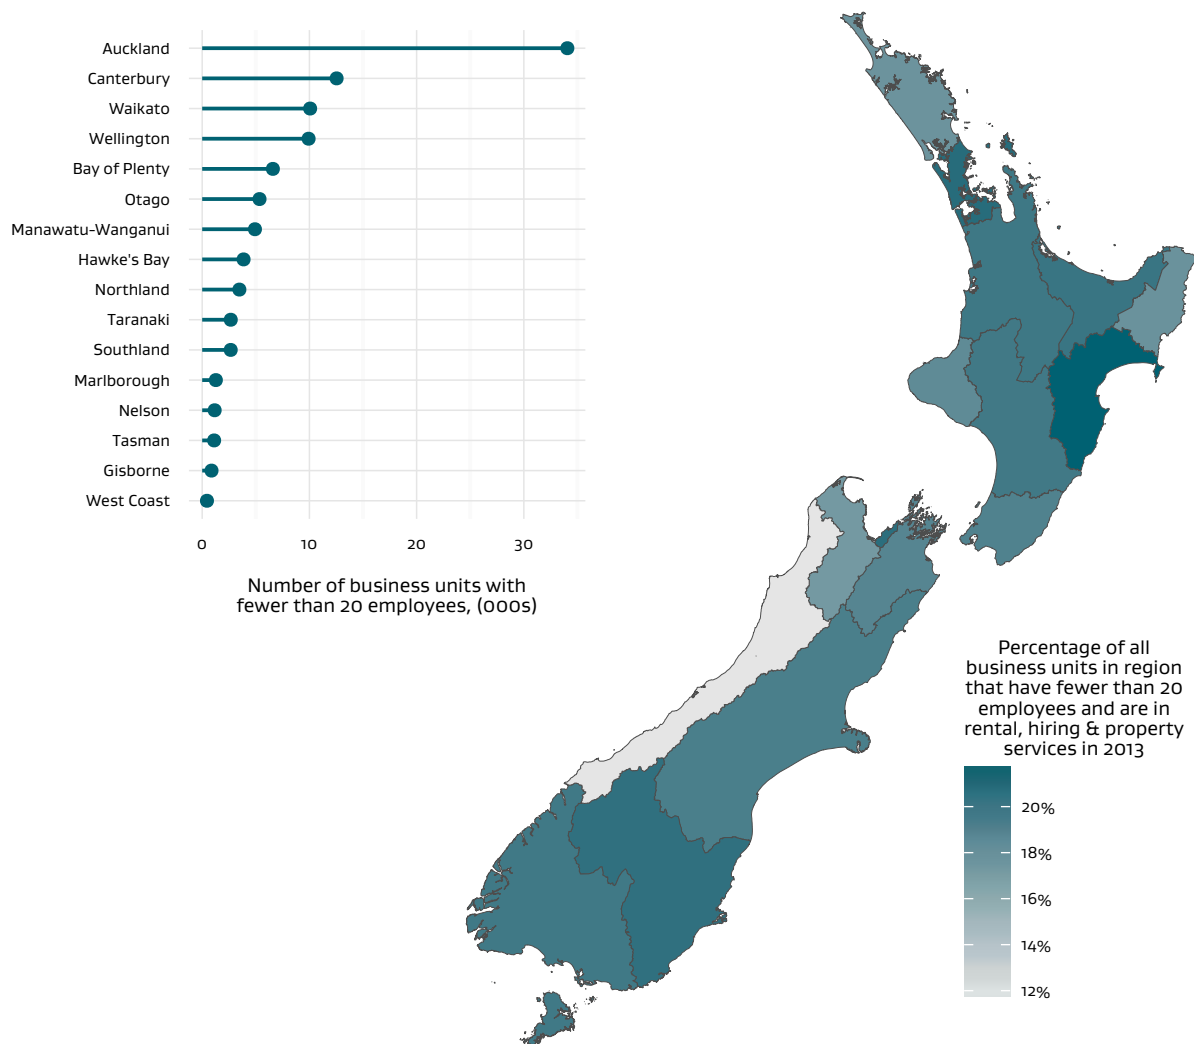 Auckland
Canterbury
Waikato
Wellington
Bay of Plenty
Otago
Manawatu-Wanganui
Hawke's Bay
Northland
Taranaki
Southland
Marlborough
Nelson
Tasman
Gisborne
West Coast
0 10 20 30
Number of business units with
fewer than 20 employees, (000s)
Percentage of all
business units in region
that have fewer than 20
employees and are in
rental, hiring & property
services in 2013
20%
18%
16%
14%
12%